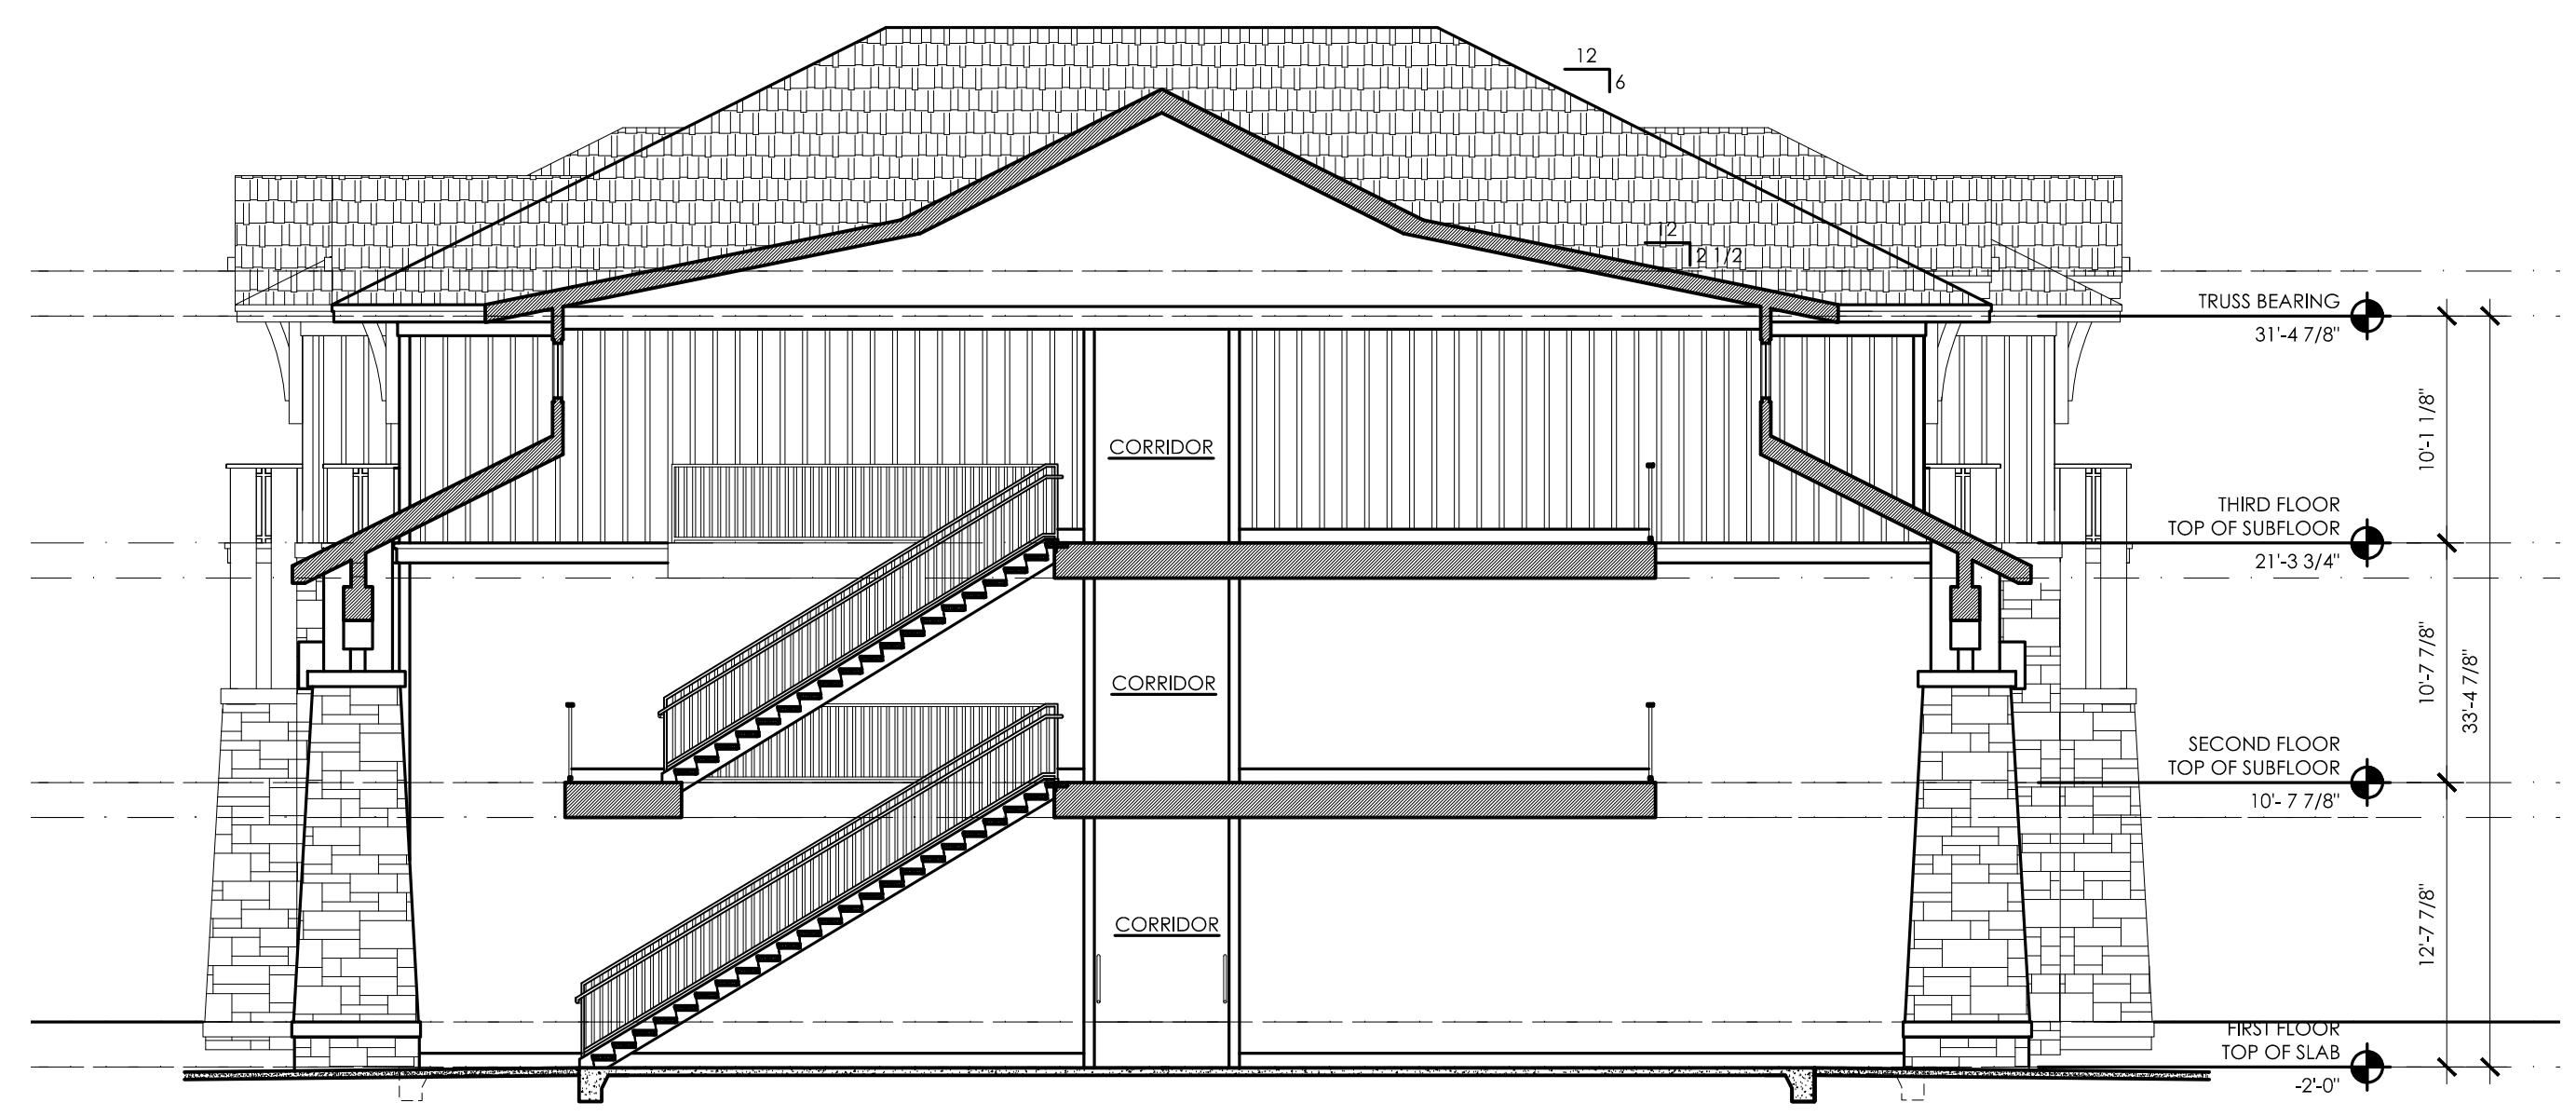 12
6
12
2 1/2
TRUSS BEARING
31'-4 7/8"
10'-1 1/8"
CORRIDOR
THIRD FLOOR
TOP OF SUBFLOOR
21'-3 3/4"
10'-7 7/8"
33'-4 7/8"
CORRIDOR
SECOND FLOOR
TOP OF SUBFLOOR
10'- 7 7/8"
12'-7 7/8"
CORRIDOR
FIRST FLOOR
TOP OF SLAB
-2'-0"